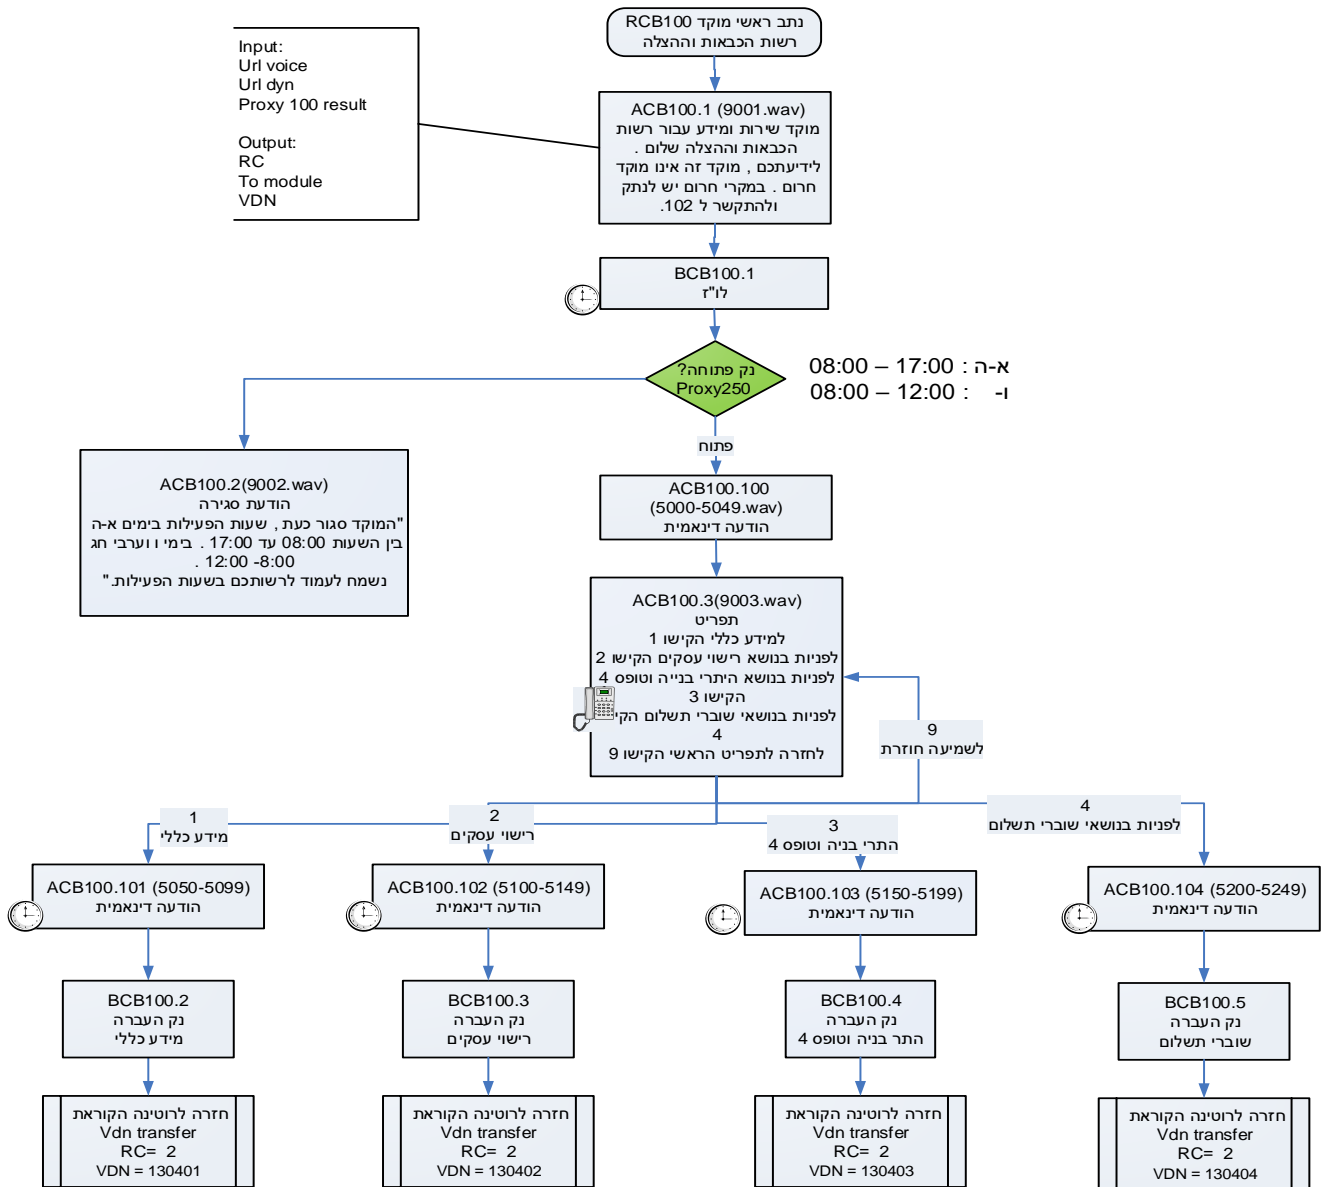 נתב ראשי מוקד RCB100
רשות הכבאות וההצלה
Input:
Url voice
Url dyn
Proxy 100 result
Output:
RC
To module
VDN
ACB100.1 (9001.wav)
מוקד שירות ומידע עבור רשות
הכבאות וההצלה שלום .
לידיעתכם , מוקד זה אינו מוקד
חרום . במקרי חרום יש לנתק
ולהתקשר ל 102.
BCB100.1
לו"ז
נק פתוחה?
Proxy250
א-ה : 17:00 – 08:00
ו- : 12:00 – 08:00
פתוח
ACB100.2(9002.wav)
הודעת סגירה
"המוקד סגור כעת , שעות הפעילות בימים א-ה
בין השעות 08:00 עד 17:00 . בימי ו וערבי חג
8:00- 12:00 .
נשמח לעמוד לרשותכם בשעות הפעילות."
ACB100.100
(5000-5049.wav)
הודעה דינאמית
ACB100.3(9003.wav)
תפריט
למידע כללי הקישו 1
לפניות בנושא רישוי עסקים הקישו 2
לפניות בנושא היתרי בנייה וטופס 4
הקישו 3
לפניות בנושאי שוברי תשלום הקי
4
לחזרה לתפריט הראשי הקישו 9
9
לשמיעה חוזרת
1
מידע כללי
2
רישוי עסקים
3
התרי בניה וטופס 4
4
לפניות בנושאי שוברי תשלום
ACB100.101 (5050-5099)
הודעה דינאמית
ACB100.102 (5100-5149)
הודעה דינאמית
ACB100.103 (5150-5199)
הודעה דינאמית
ACB100.104 (5200-5249)
הודעה דינאמית
BCB100.2
נק העברה
מידע כללי
BCB100.3
נק העברה
רישוי עסקים
BCB100.4
נק העברה
התר בניה וטופס 4
BCB100.5
נק העברה
שוברי תשלום
חזרה לרוטינה הקוראת
Vdn transfer
RC= 2
VDN = 130401
חזרה לרוטינה הקוראת
Vdn transfer
RC= 2
VDN = 130402
חזרה לרוטינה הקוראת
Vdn transfer
RC= 2
VDN = 130403
חזרה לרוטינה הקוראת
Vdn transfer
RC= 2
VDN = 130404